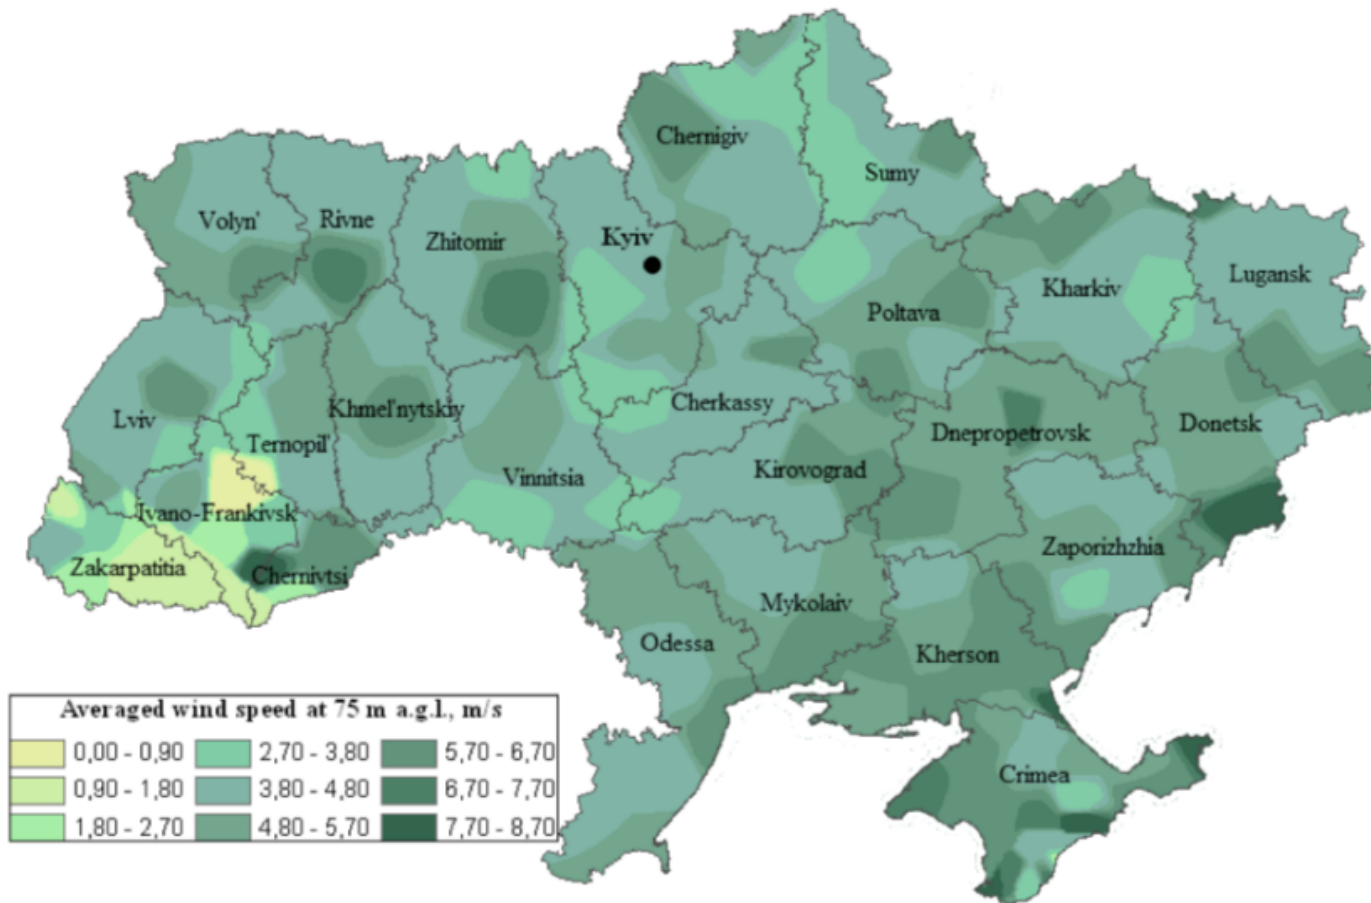 Chernigiv
Sumy
Volyn'
Rivne
Zhitomir
Kyiv
Lugansk
Kharkiv
Poltava
Lviv
Khmel'nytskiy
Cherkassy
Ternopil'
Dnepropetrovsk
Donetsk
Vinnitsia
Kirovograd
Ivano-Frankivsk
Zaporizhzhia
Zakarpatitia
Chernivtsi
Mykolaiv
Odessa
Kherson
Crimea
Averaged wind speed at 75 m a.g.l., m/s
0,00 - 0,90 2,70 - 3,80 5,70 - 6,70
0,90 - 1,80 3,80 - 4,80 6,70 - 7,70
1,80 - 2,70 4,80 - 5,70 7,70 - 8,70